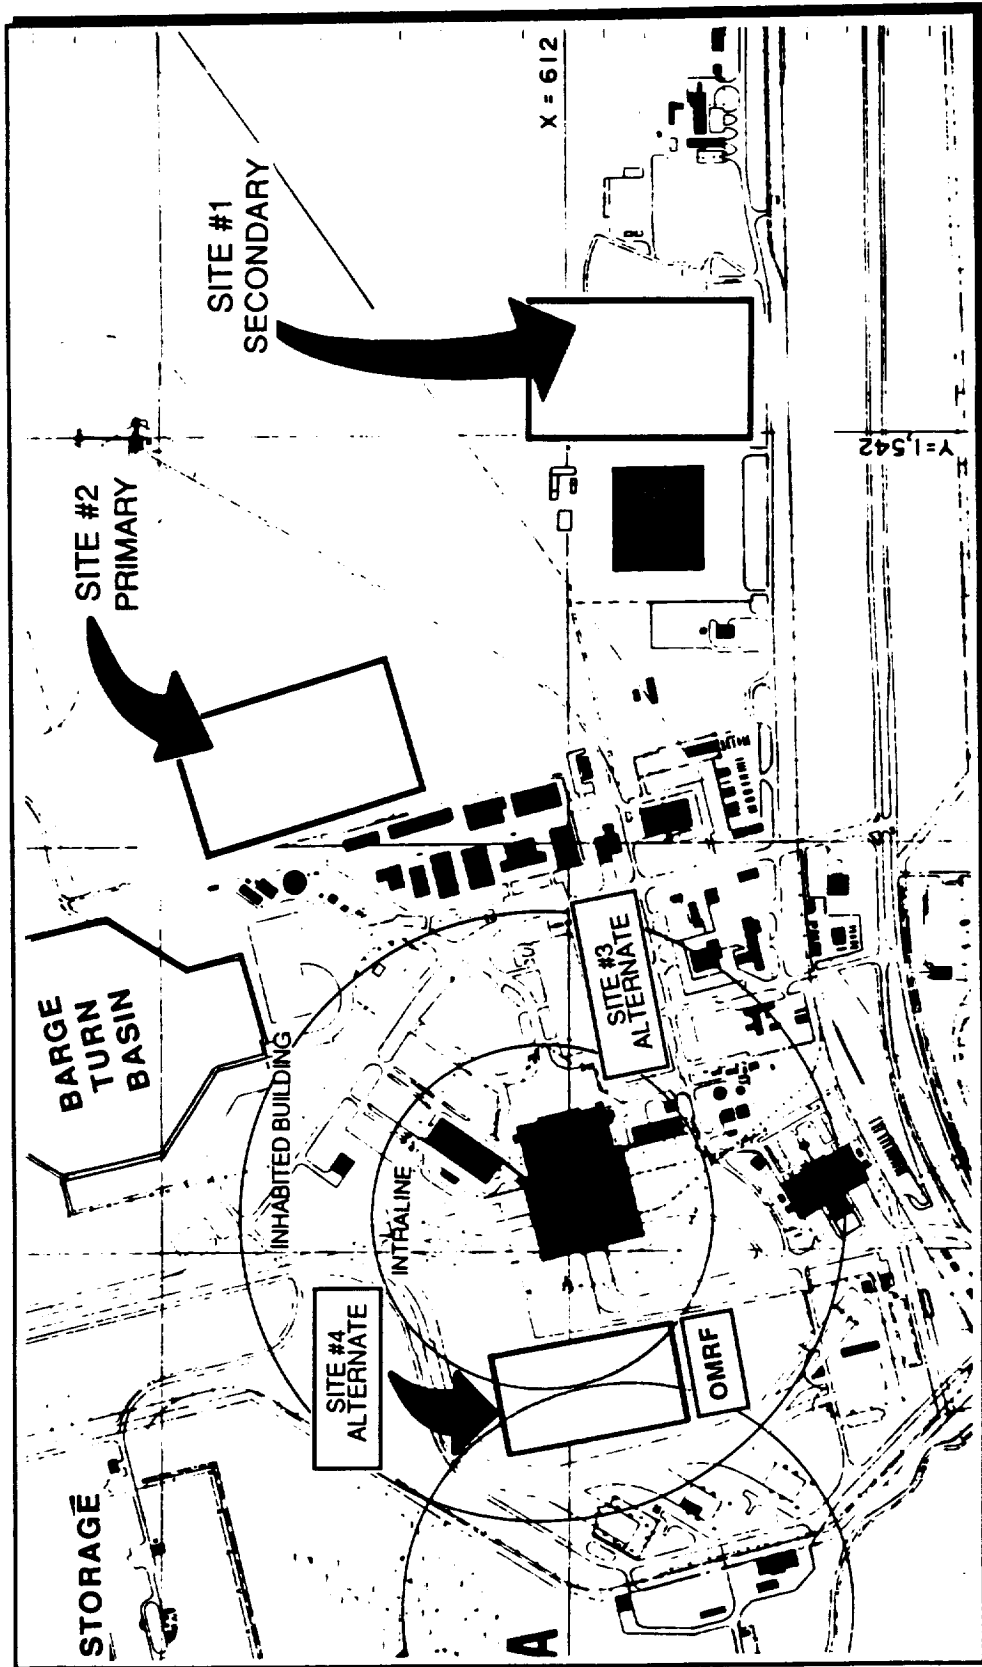 SITE #1
SECONDARY
X = 612
SITE #2
PRIMARY
Y=1,542
BARGE
TURN
BASIN
SITE #3
ALTERNATE
INHABITED BUILDING
INTRALINE
SITE #4
ALTERNATE
OMRF
STORAGE
A